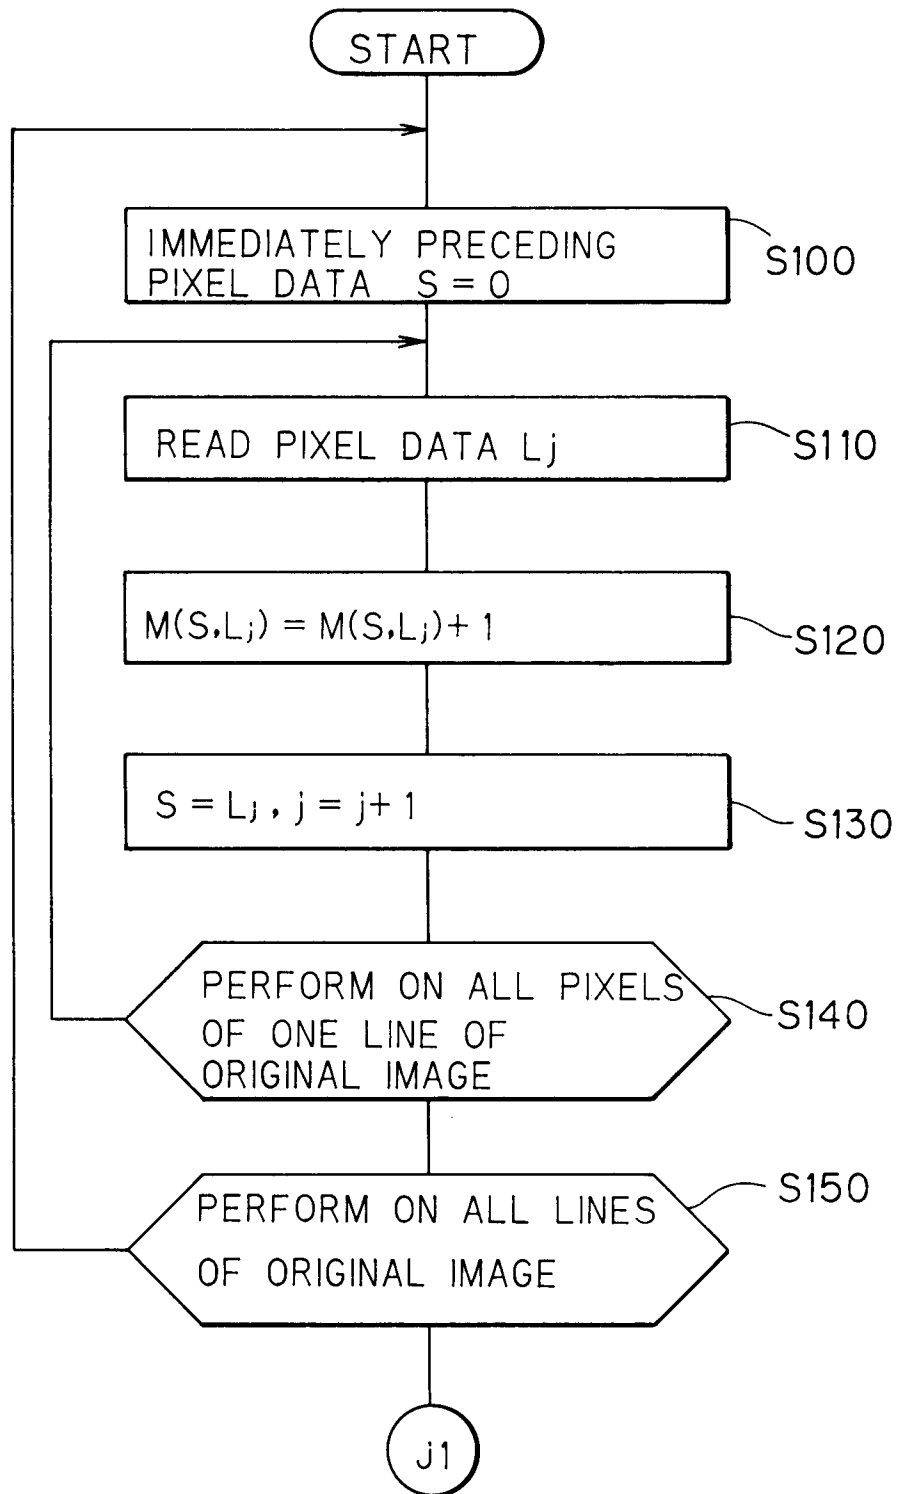 START
IMMEDIATELY PRECEDING
PIXEL DATA S = 0
S100
READ PIXEL DATA Lj
S110
M(S,Lj) = M(S,Lj) + 1
S120
S = Lj, j = j + 1
S130
PERFORM ON ALL PIXELS
OF ONE LINE OF
ORIGINAL IMAGE
S140
PERFORM ON ALL LINES
OF ORIGINAL IMAGE
S150
j1